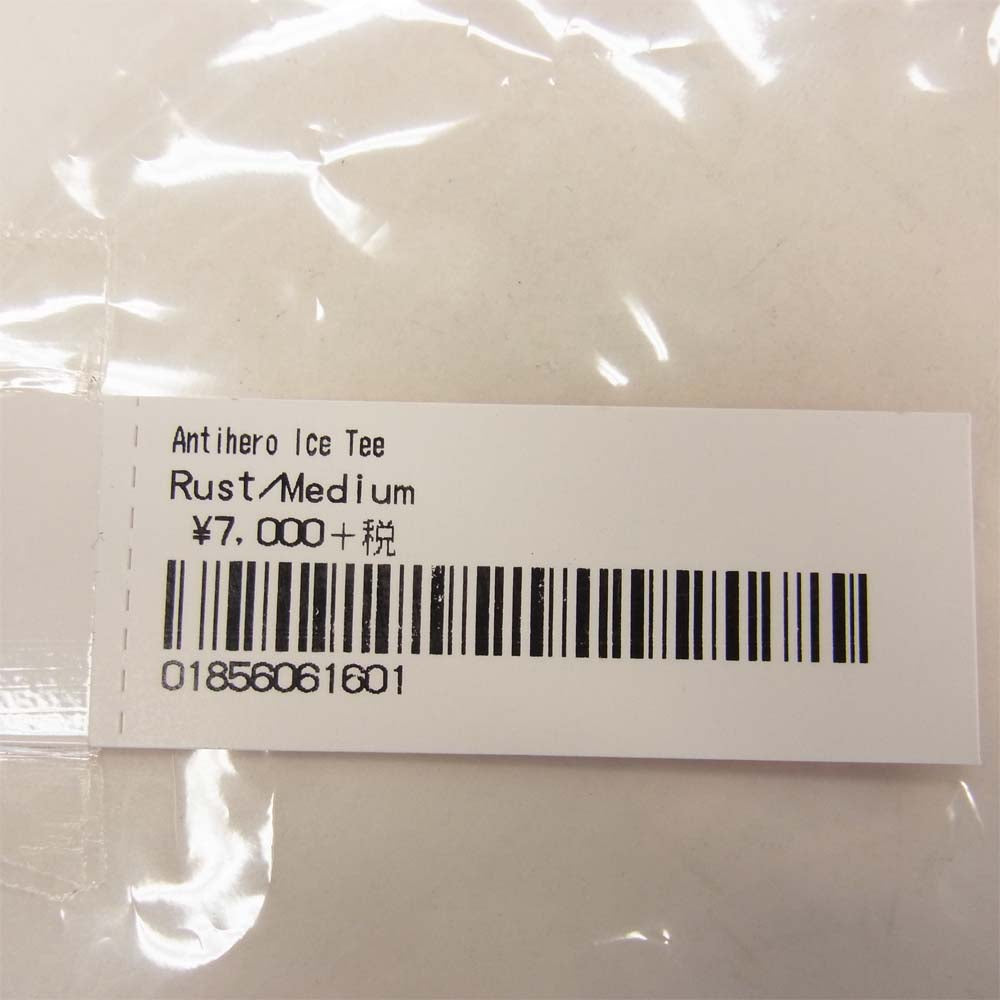 Antihero Ice Tee
Rust/Medium
¥7,000+税
01856061601